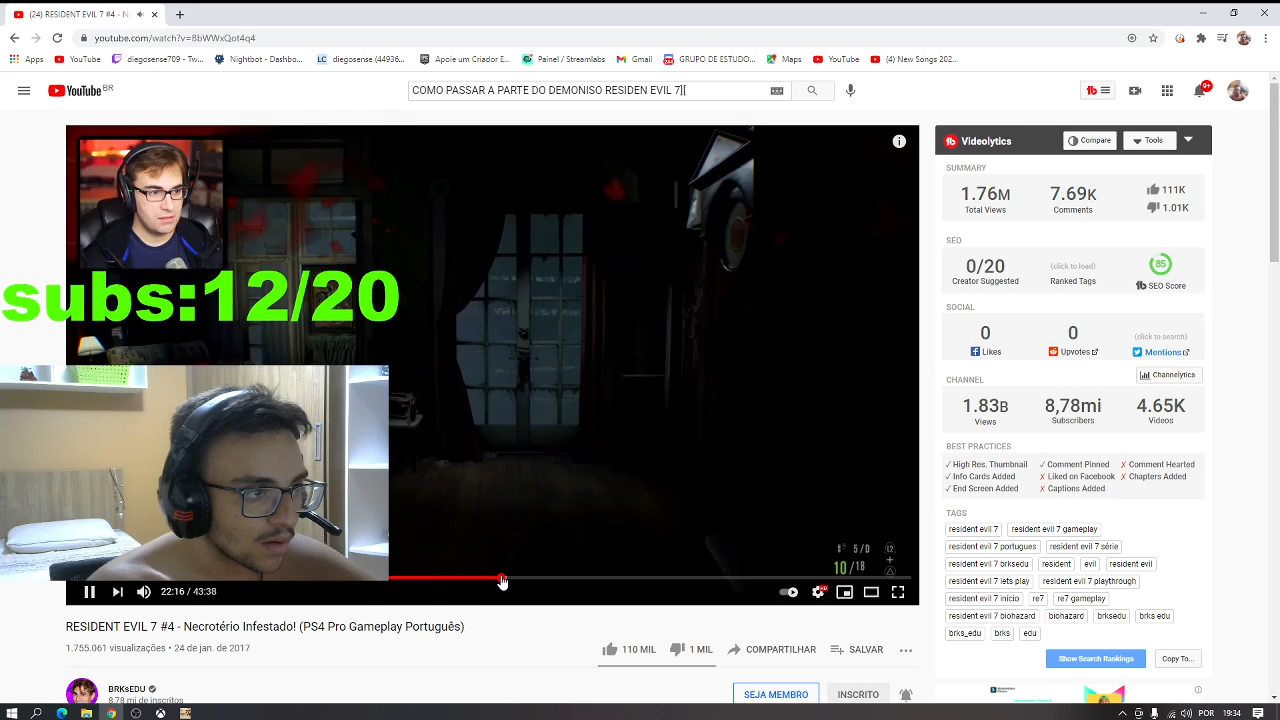 (24) RESIDENT EVIL 7 #4 - N
youtube.com/watch?v=BbWWxQot4q4
Apps
YouTube
diegosense709 - Tw...
Nightbot - Dashbo...
LC
diegosense (44936...
Apoie um Criador E...
Painel / Streamlabs
Gmail
GRUPO DE ESTUDO...
Maps
YouTube
(4) New Songs 202...
YouTube BR
COMO PASSAR A PARTE DO DEMONISO RESIDEN EVIL 7][
9+
Videolytics
Compare
Tools
SUMMARY
1.76M
7.69K
111K
Total Views
Comments
1.01K
SEO
0/20
(click to load)
85
Creator Suggested
Ranked Tags
SEO Score
SOCIAL
0
0
(click to search)
Likes
Upvotes
Mentions
Channelytics
CHANNEL
1.83B
8,78mi
4.65K
Views
Subscribers
Videos
BEST PRACTICES
✓ High Res. Thumbnail
✓ Comment Pinned
✗ Comment Hearted
✓ Info Cards Added
✗ Liked on Facebook
✗ Chapters Added
✓ End Screen Added
✗ Captions Added
TAGS
resident evil 7
resident evil 7 gameplay
resident evil 7 portugues
resident evil 7 série
resident evil 7 brksedu
resident
evil
resident evil
resident evil 7 lets play
resident evil 7 playthrough
resident evil 7 início
re7
re7 gameplay
resident evil 7 biohazard
biohazard
brksedu
brks edu
brks_edu
brks
edu
Show Search Rankings
Copy To...
subs:12/20
5/0
L2
10/18
22:16 / 43:38
RESIDENT EVIL 7 #4 - Necrotério Infestado! (PS4 Pro Gameplay Português)
1.755.061 visualizações • 24 de jan. de 2017
110 MIL
1 MIL
COMPARTILHAR
SALVAR
BRKsEDU
8,78 mi de inscritos
SEJA MEMBRO
INSCRITO
POR
19:34